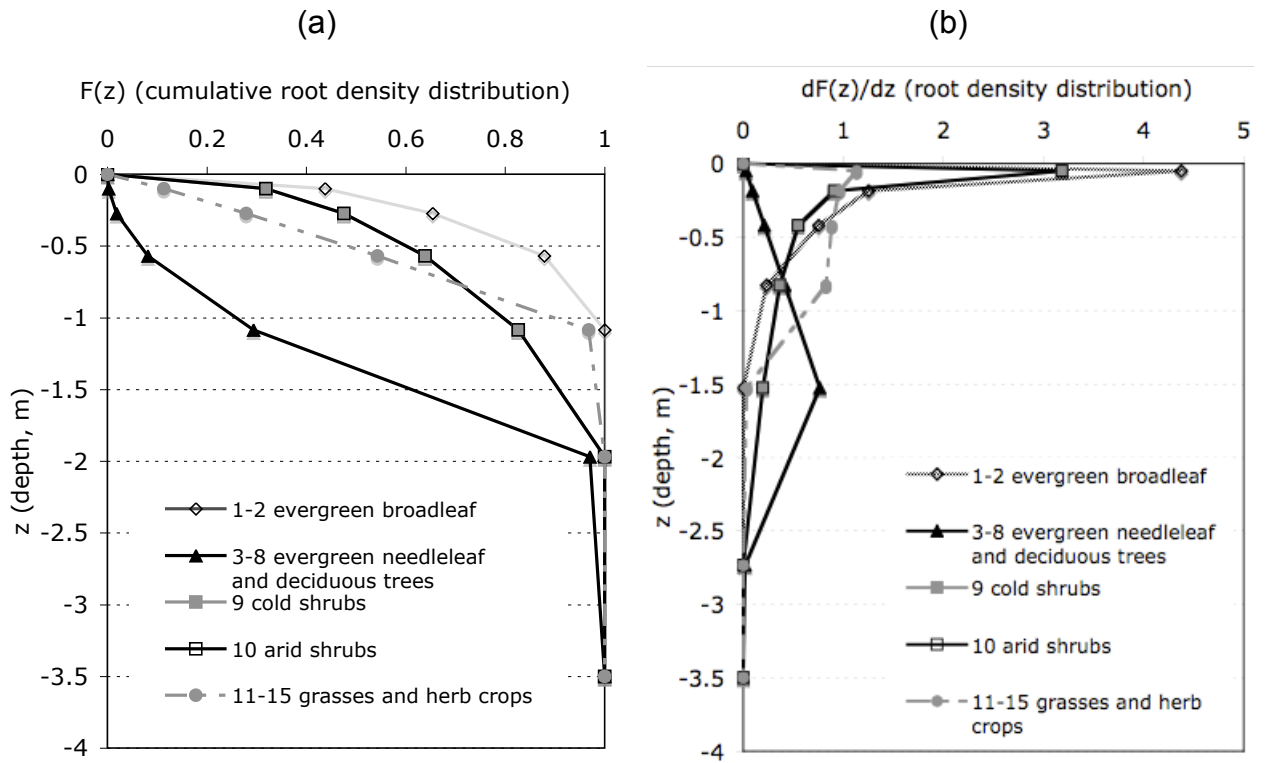 (a)
F(z) (cumulative root density distribution)
0 0.2 0.4 0.6 0.8 1
0
-0.5
-1
-1.5
-2
-2.5
-3
-3.5
-4
z (depth, m)
1-2 evergreen broadleaf
3-8 evergreen needleleaf
and deciduous trees
9 cold shrubs
10 arid shrubs
11-15 grasses and herb crops
(b)
dF(z)/dz (root density distribution)
0 1 2 3 4 5
0
-0.5
-1
-1.5
-2
-2.5
-3
-3.5
-4
z (depth, m)
1-2 evergreen broadleaf
3-8 evergreen needleleaf
and deciduous trees
9 cold shrubs
10 arid shrubs
11-15 grasses and herb
crops